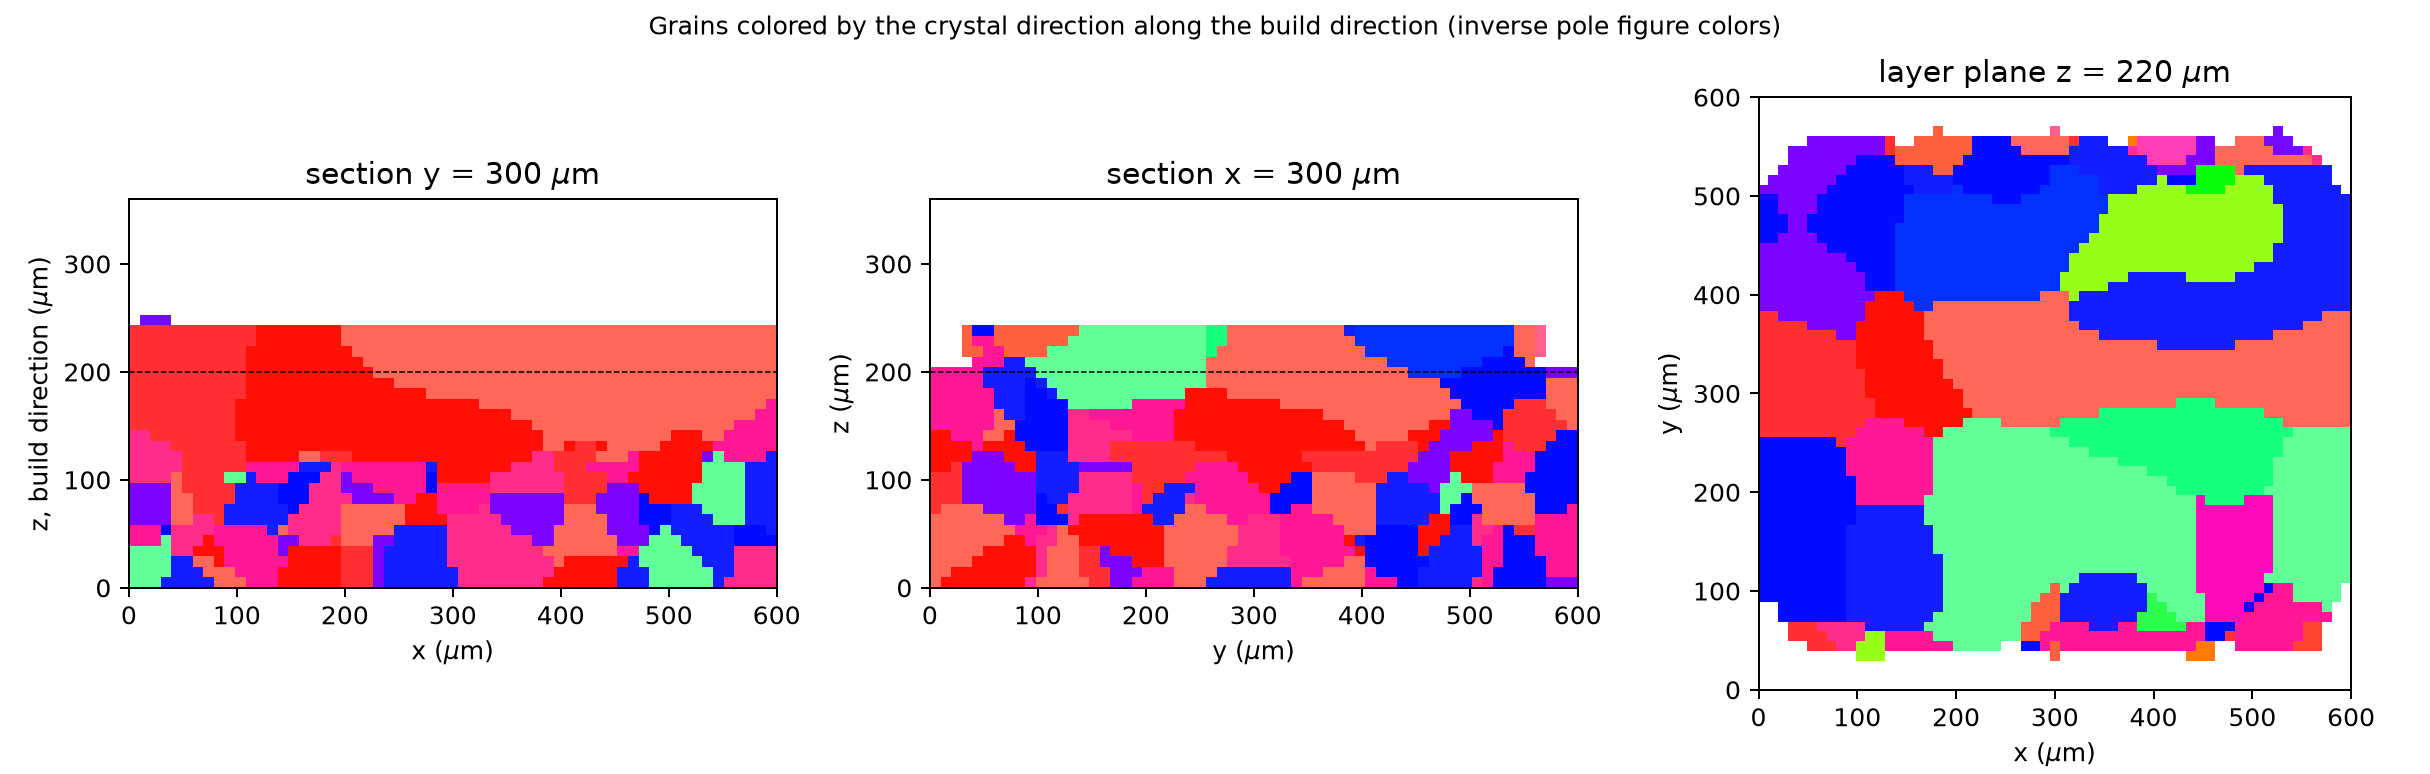 Grains colored by the crystal direction along the build direction (inverse pole figure colors)
section y = 300 μm
z, build direction (μm)
300
200
100
0
0 100 200 300 400 500 600
x (μm)
section x = 300 μm
z (μm)
300
200
100
0
0 100 200 300 400 500 600
y (μm)
layer plane z = 220 μm
y (μm)
600
500
400
300
200
100
0
0 100 200 300 400 500 600
x (μm)